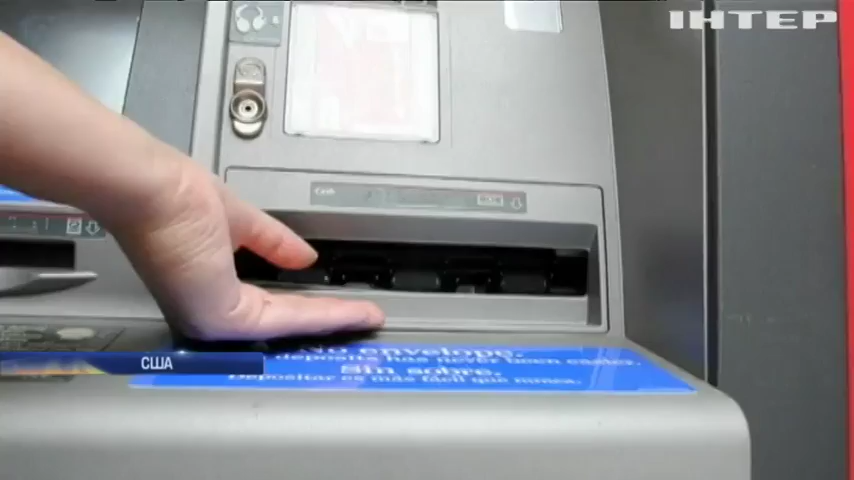 ІНТЕР
Cash
США
No envelope,
deposits has never been easier.
Sin sobre.
Depositar es más fácil que nunca.